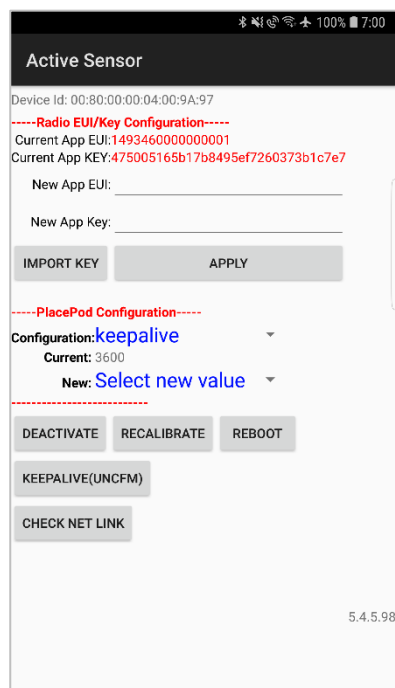 100% 7:00
Active Sensor
Device Id: 00:80:00:00:04:00:9A:97
-----Radio EUI/Key Configuration-----
Current App EUI:1493460000000001
Current App KEY:475005165b17b8495ef7260373b1c7e7
New App EUI:
New App Key:
IMPORT KEY APPLY
-----PlacePod Configuration-----
Configuration:keepalive
Current: 3600
New: Select new value
---------------------------
DEACTIVATE RECALIBRATE REBOOT
KEEPALIVE(UNCFM)
CHECK NET LINK
5.4.5.98